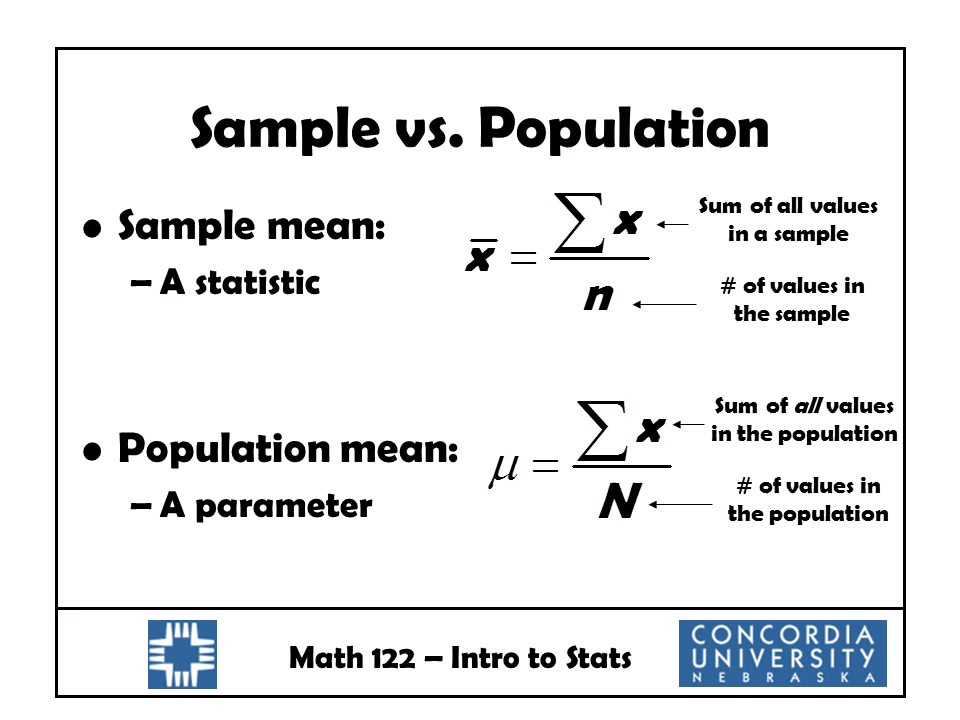 Sample vs. Population
• Sample mean:
– A statistic
x̄ = ∑x / n
Sum of all values
in a sample
# of values in
the sample
• Population mean:
– A parameter
μ = ∑x / N
Sum of all values
in the population
# of values in
the population
Math 122 – Intro to Stats
CONCORDIA
UNIVERSITY
NEBRASKA